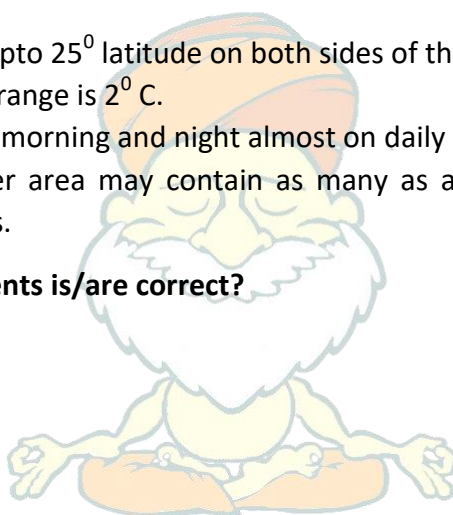 pto 25⁰ latitude on both sides of th
range is 2⁰ C.
morning and night almost on daily
er area may contain as many as a
s.
ents is/are correct?